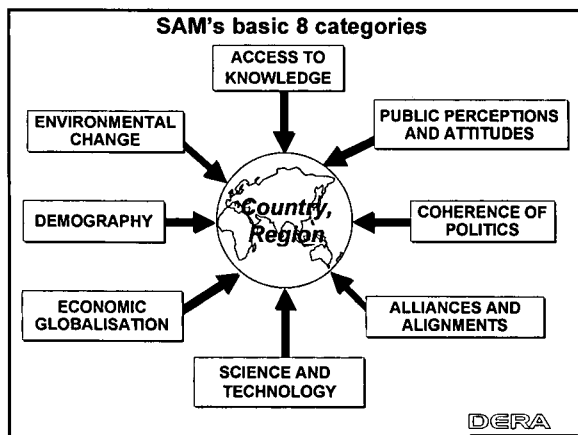 SAM's basic 8 categories
ACCESS TO
KNOWLEDGE
PUBLIC PERCEPTIONS
AND ATTITUDES
ENVIRONMENTAL
CHANGE
Country,
Region
DEMOGRAPHY
COHERENCE OF
POLITICS
ECONOMIC
GLOBALISATION
ALLIANCES AND
ALIGNMENTS
SCIENCE AND
TECHNOLOGY
DERA